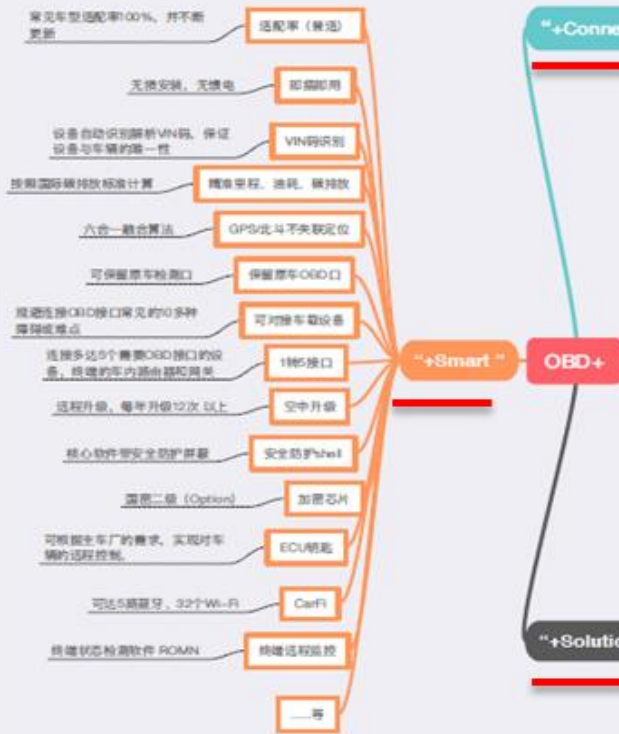 常见车型适配率100%，并不断
更新
适配率（普适）
无损安装，无馈电
即插即用
设备自动识别解析VIN码，保证
设备与车辆的唯一性
VIN码识别
按照国际碳排放标准计算
精准里程、油耗、碳排放
六合一融合算法
GPS/北斗不失联定位
可保留原车检测口
保留原车OBD口
规避连接OBD接口常见的10多种
障碍或难点
可对接车载设备
连接多达5个需要OBD接口的设
备，终端的车内路由器和网关
1转5接口
远程升级，每年升级12次 以上
空中升级
核心软件带安全防护屏蔽
安全防护shell
国密二级（Option）
加密芯片
可根据主车厂的需求，实现对车
辆的远程控制。
ECU钥匙
可达5路蓝牙，32个Wi-Fi
CarFi
终端状态检测软件 ROMN
终端远程监控
......等
“+Smart ”
OBD+
“+Conne
“+Solutio